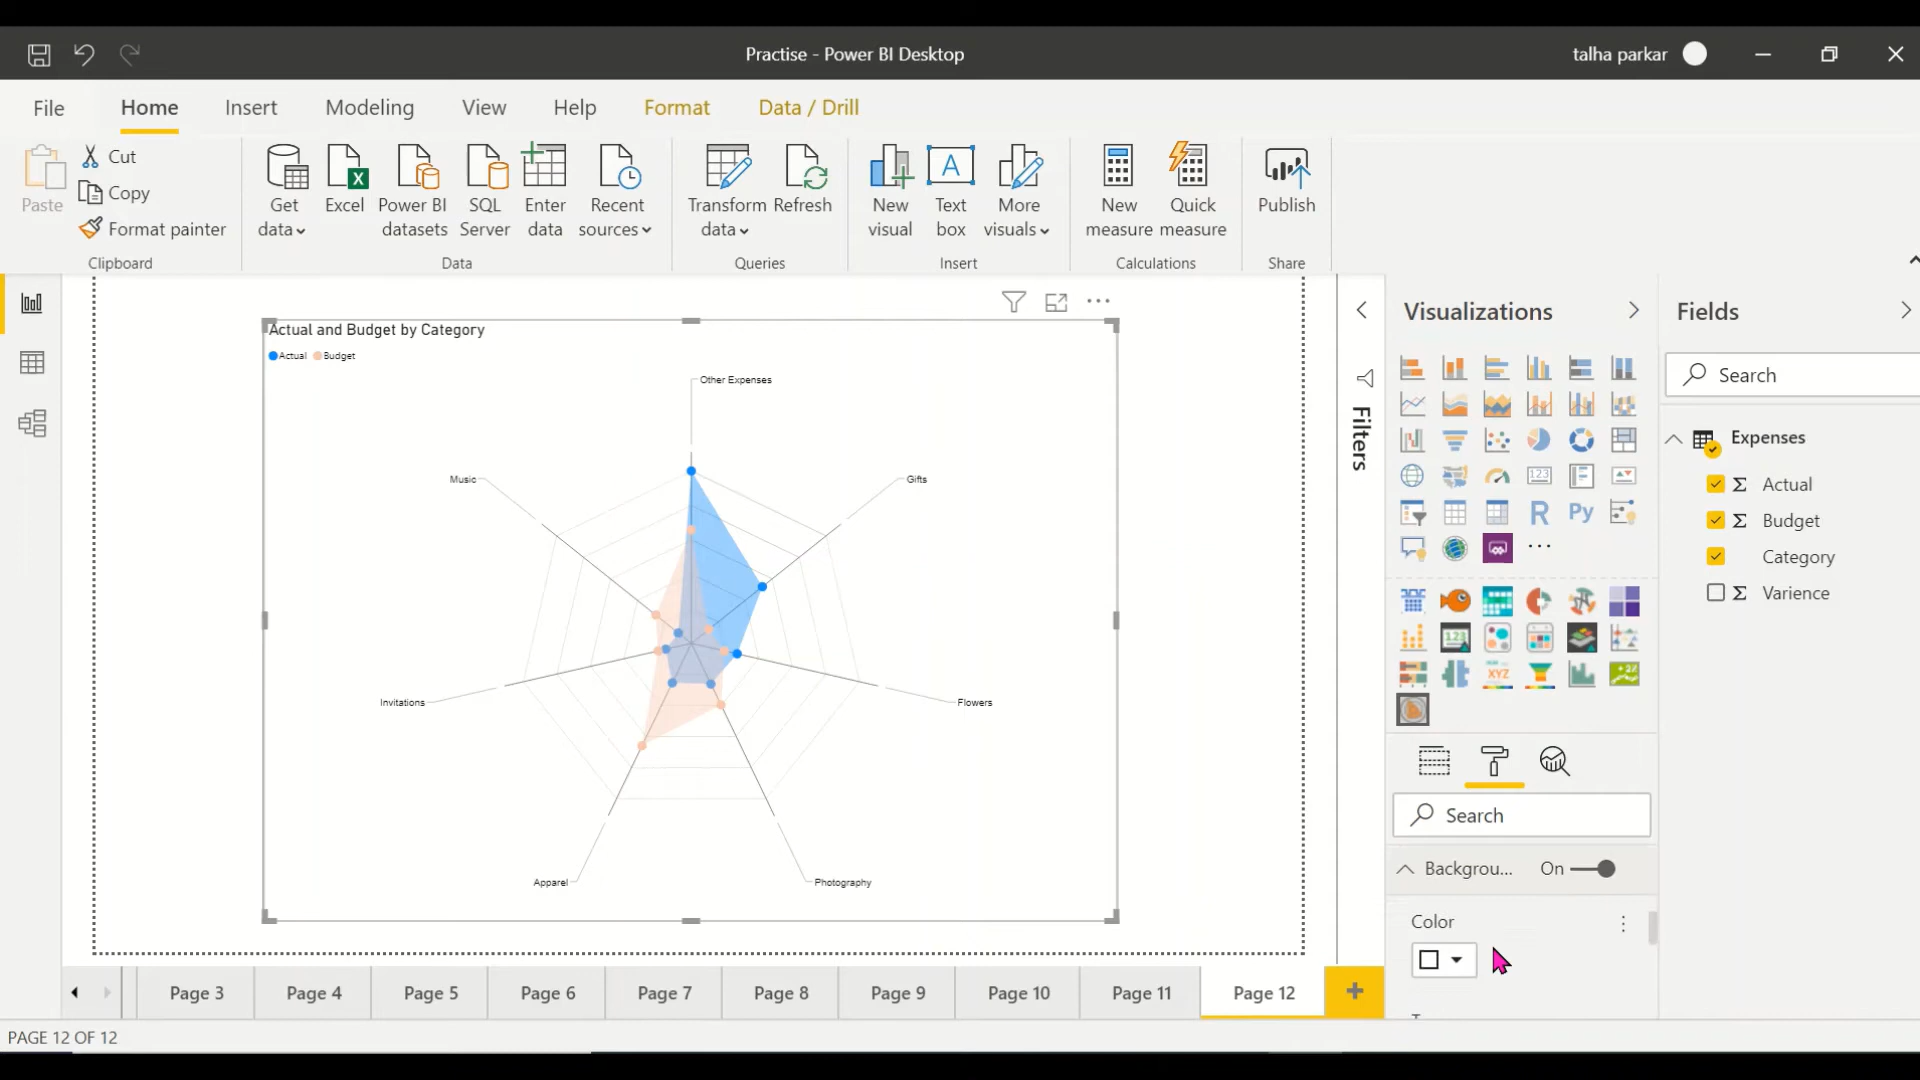 Practise - Power BI Desktop
talha parkar
File
Home
Insert
Modeling
View
Help
Format
Data / Drill
Paste
Cut
Copy
Format painter
Clipboard
Get
data
Excel
Power BI
datasets
SQL
Server
Enter
data
Recent
sources
Data
Transform
data
Refresh
Queries
New
visual
Text
box
More
visuals
Insert
New
measure
Quick
measure
Calculations
Publish
Share
Actual and Budget by Category
Actual
Budget
Other Expenses
Music
Gifts
Invitations
Flowers
Apparel
Photography
Filters
Visualizations
123
R
Py
123
XYZ
Search
Backgrou...
On
Color
Fields
Search
Expenses
Σ Actual
Σ Budget
Category
Σ Varience
Page 3
Page 4
Page 5
Page 6
Page 7
Page 8
Page 9
Page 10
Page 11
Page 12
PAGE 12 OF 12